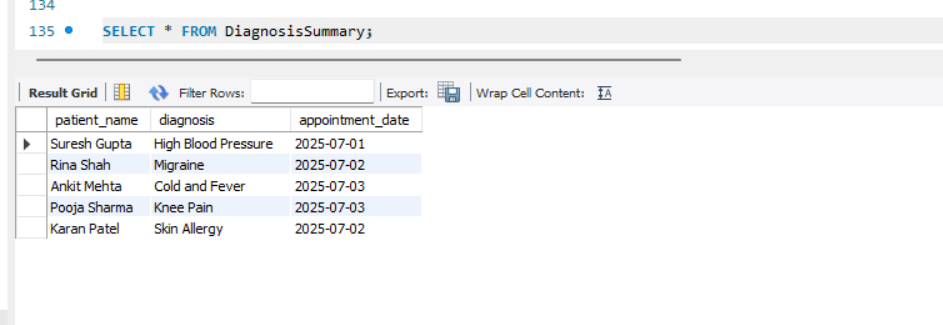 134
135 SELECT * FROM DiagnosisSummary;
Result Grid Filter Rows: Export: Wrap Cell Content: IA
patient_name diagnosis appointment_date
Suresh Gupta High Blood Pressure 2025-07-01
Rina Shah Migraine 2025-07-02
Ankit Mehta Cold and Fever 2025-07-03
Pooja Sharma Knee Pain 2025-07-03
Karan Patel Skin Allergy 2025-07-02